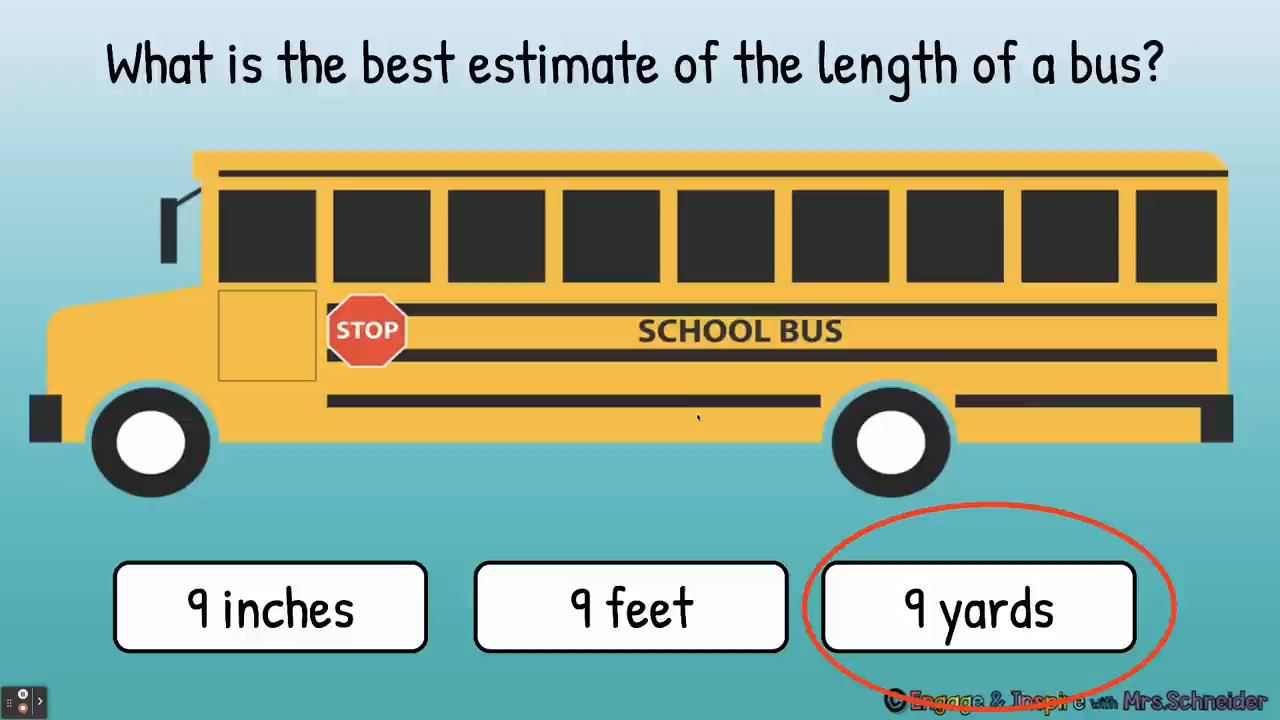 What is the best estimate of the length of a bus?
STOP
SCHOOL BUS
9 inches
9 feet
9 yards
© Engage & Inspire with Mrs.Schneider